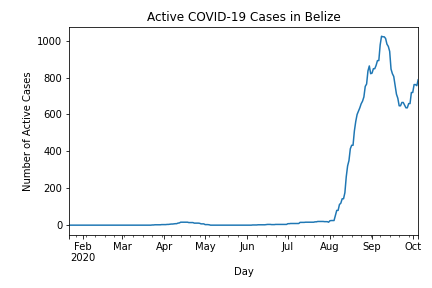 Active COVID-19 Cases in Belize
Number of Active Cases
1000
800
600
400
200
0
Feb Mar Apr May Jun Jul Aug Sep Oct
2020
Day